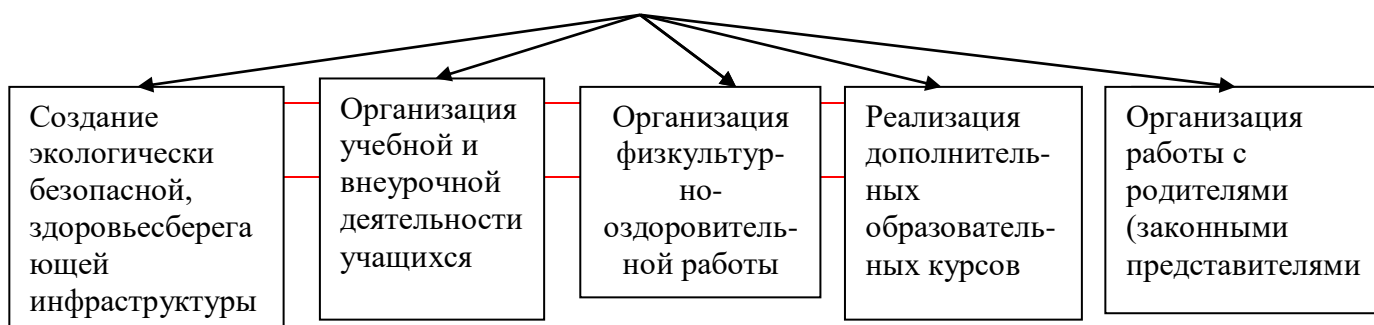 Создание
экологически
безопасной,
здоровьесберега
ющей
инфраструктуры
Организация
учебной и
внеурочной
деятельности
учащихся
Организация
физкультур-
но-
оздоровитель-
ной работы
Реализация
дополнитель-
ных
образователь-
ных курсов
Организация
работы с
родителями
(законными
представителями